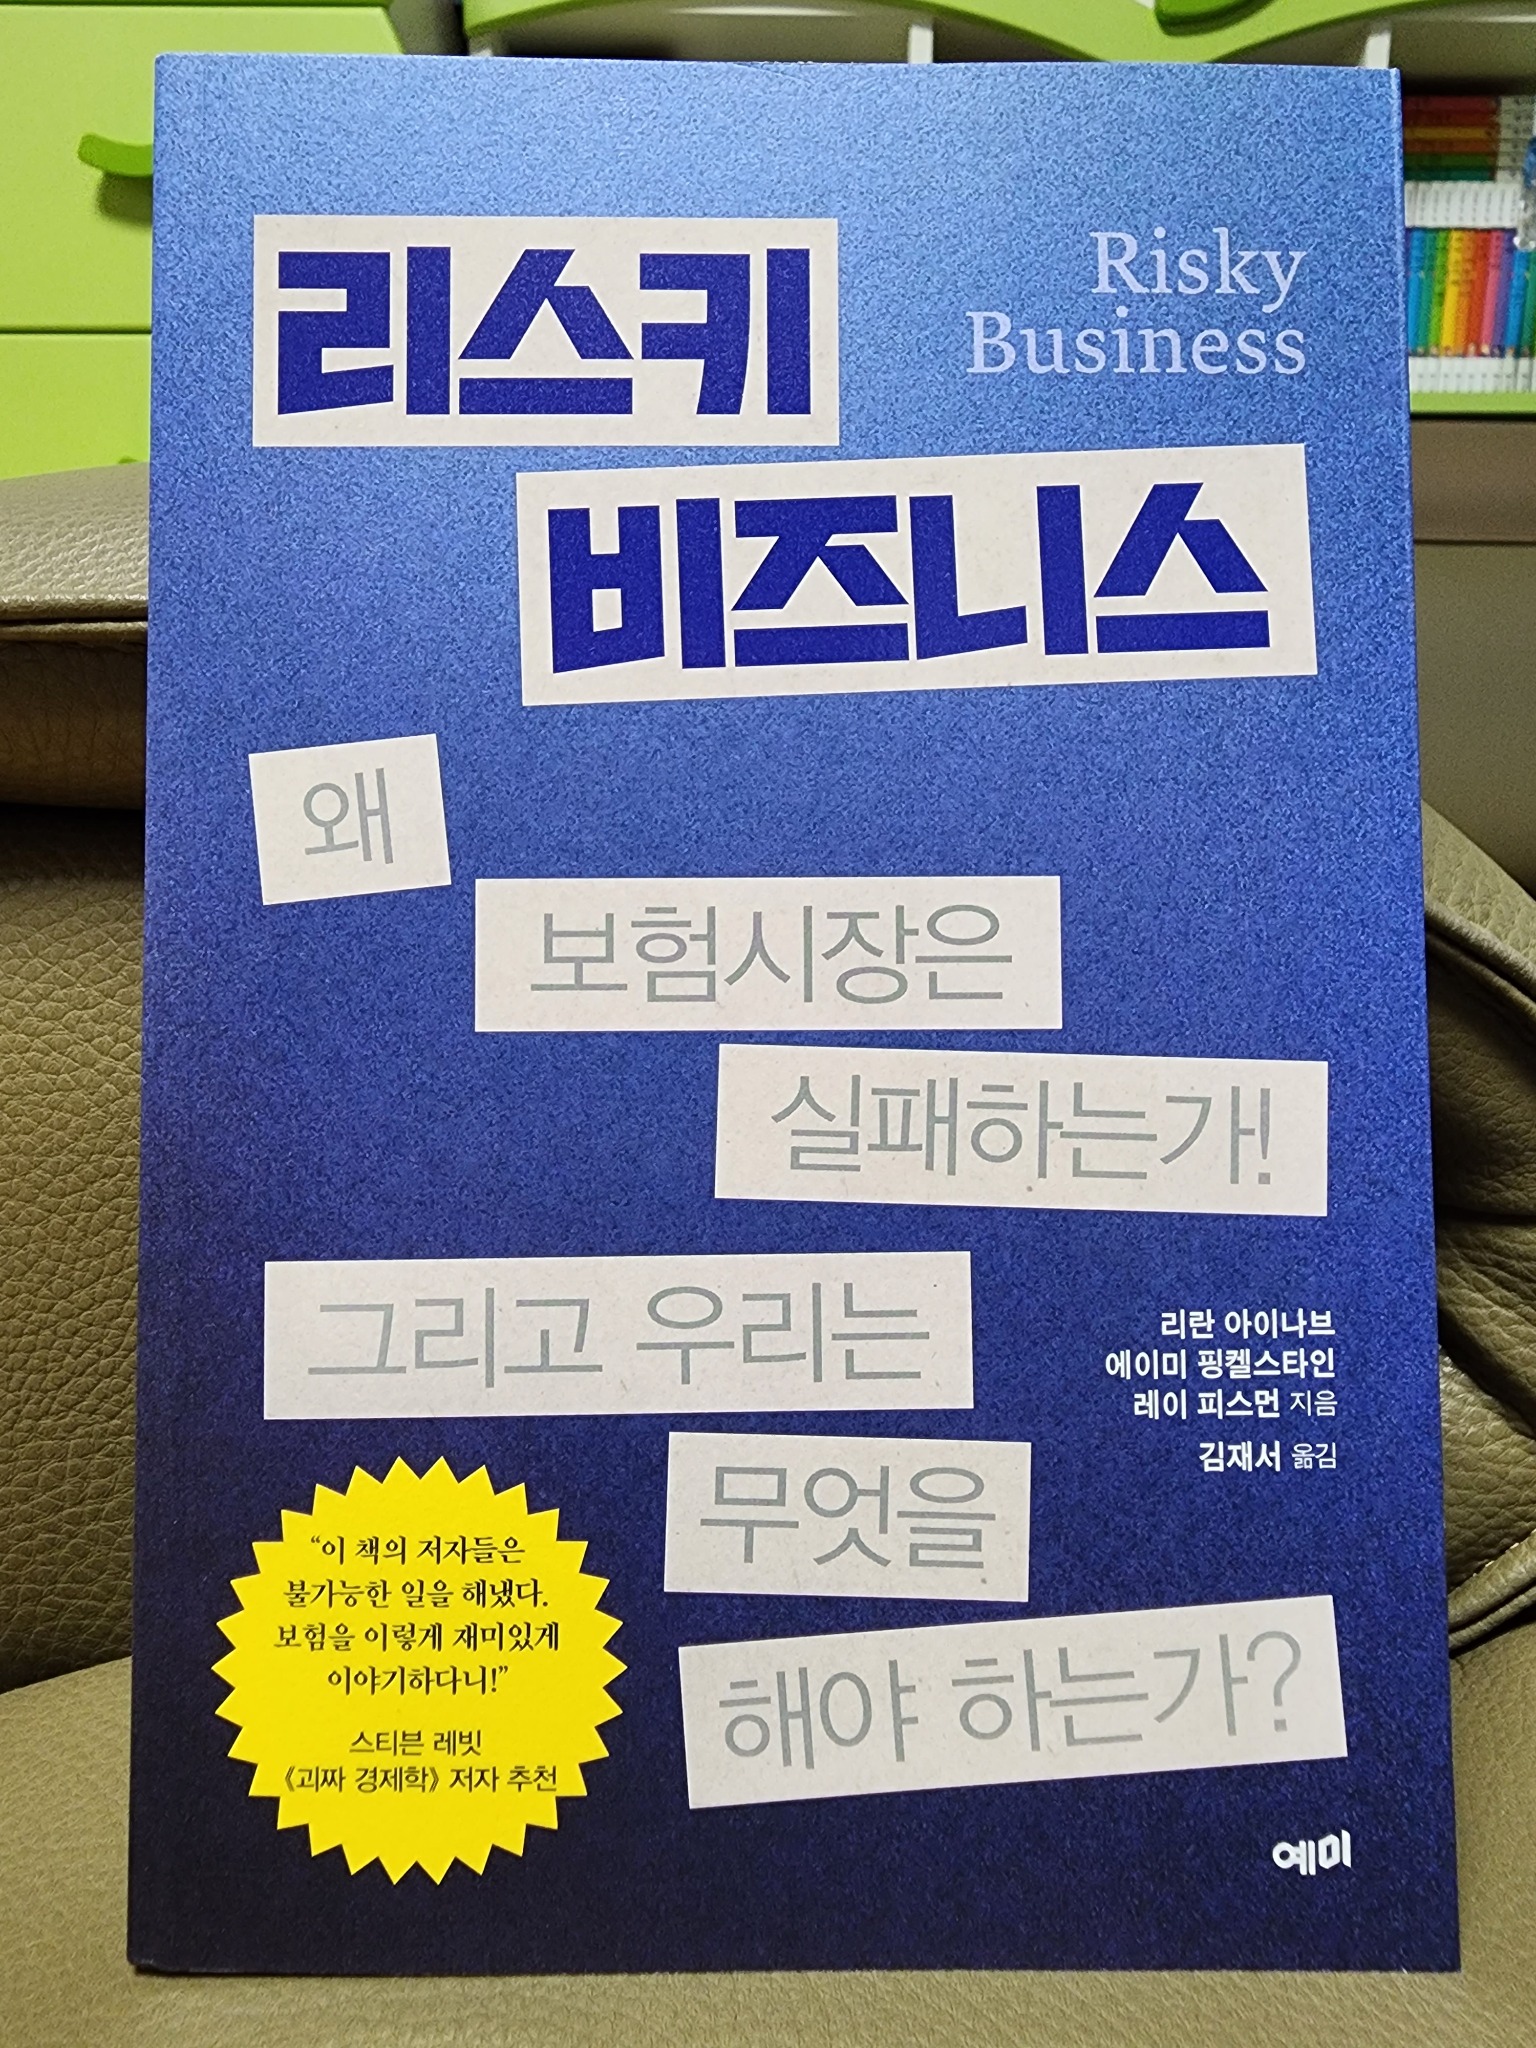 리스키
Risky
Business
비즈니스
왜
보험시장은
실패하는가!
그리고 우리는
무엇을
해야 하는가?
리란 아이나브
에이미 핑켈스타인
레이 피스먼 지음
김재서 옮김
“이 책의 저자들은
불가능한 일을 해냈다.
보험을 이렇게 재미있게
이야기하다니!”
스티븐 레빗
《괴짜 경제학》 저자 추천
예미